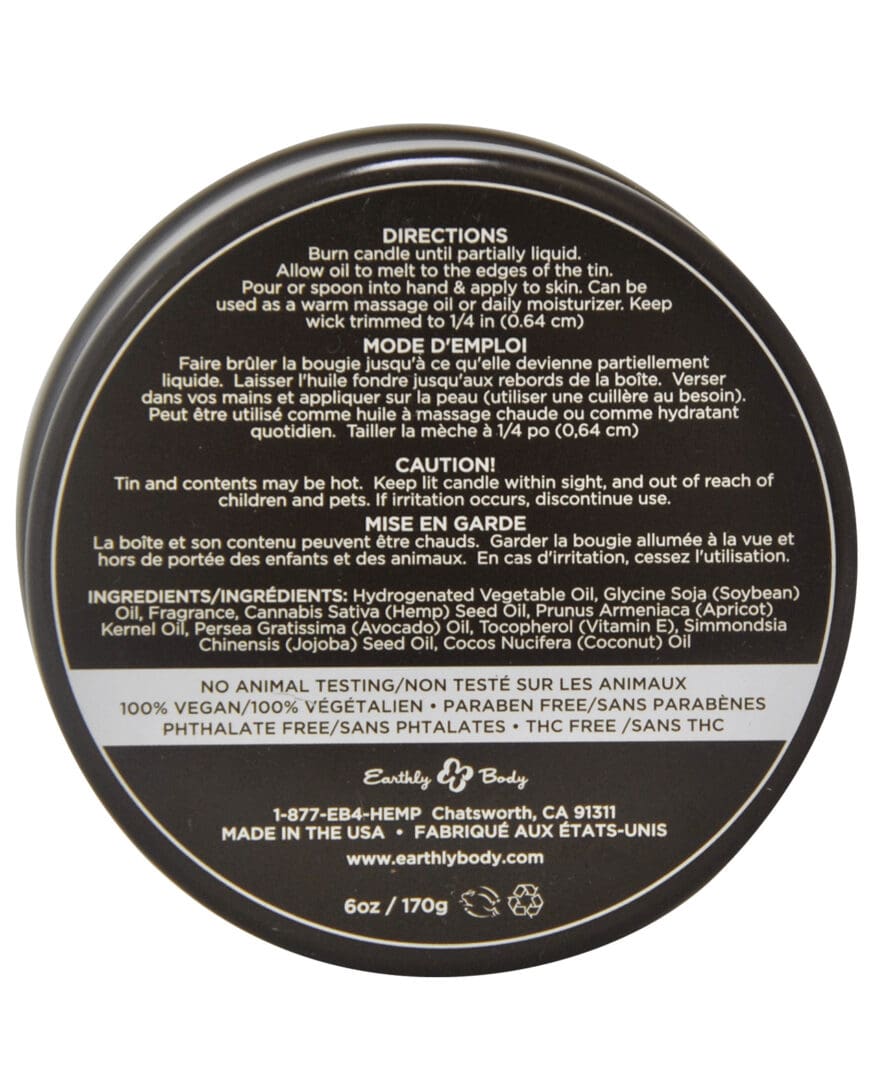 DIRECTIONS
Burn candle until partially liquid.
Allow oil to melt to the edges of the tin.
Pour or spoon into hand & apply to skin. Can be
used as a warm massage oil or daily moisturizer. Keep
wick trimmed to 1/4 in (0.64 cm)
MODE D'EMPLOI
Faire brûler la bougie jusqu'à ce qu'elle devienne partiellement
liquide. Laisser l'huile fondre jusqu'aux rebords de la boîte. Verser
dans vos mains et appliquer sur la peau (utiliser une cuillère au besoin).
Peut être utilisé comme huile à massage chaude ou comme hydratant
quotidien. Tailler la mèche à 1/4 po (0,64 cm)
CAUTION!
Tin and contents may be hot. Keep lit candle within sight, and out of reach of
children and pets. If irritation occurs, discontinue use.
MISE EN GARDE
La boîte et son contenu peuvent être chauds. Garder la bougie allumée à la vue et
hors de portée des enfants et des animaux. En cas d'irritation, cessez l'utilisation.
INGREDIENTS/INGRÉDIENTS: Hydrogenated Vegetable Oil, Glycine Soja (Soybean)
Oil, Fragrance, Cannabis Sativa (Hemp) Seed Oil, Prunus Armeniaca (Apricot)
Kernel Oil, Persea Gratissima (Avocado) Oil, Tocopherol (Vitamin E), Simmondsia
Chinensis (Jojoba) Seed Oil, Cocos Nucifera (Coconut) Oil
NO ANIMAL TESTING/NON TESTÉ SUR LES ANIMAUX
100% VEGAN/100% VÉGÉTALIEN • PARABEN FREE/SANS PARABÈNES
PHTHALATE FREE/SANS PHTALATES • THC FREE /SANS THC
Earthly Body
1-877-EB4-HEMP Chatsworth, CA 91311
MADE IN THE USA • FABRIQUÉ AUX ÉTATS-UNIS
www.earthlybody.com
6oz / 170g